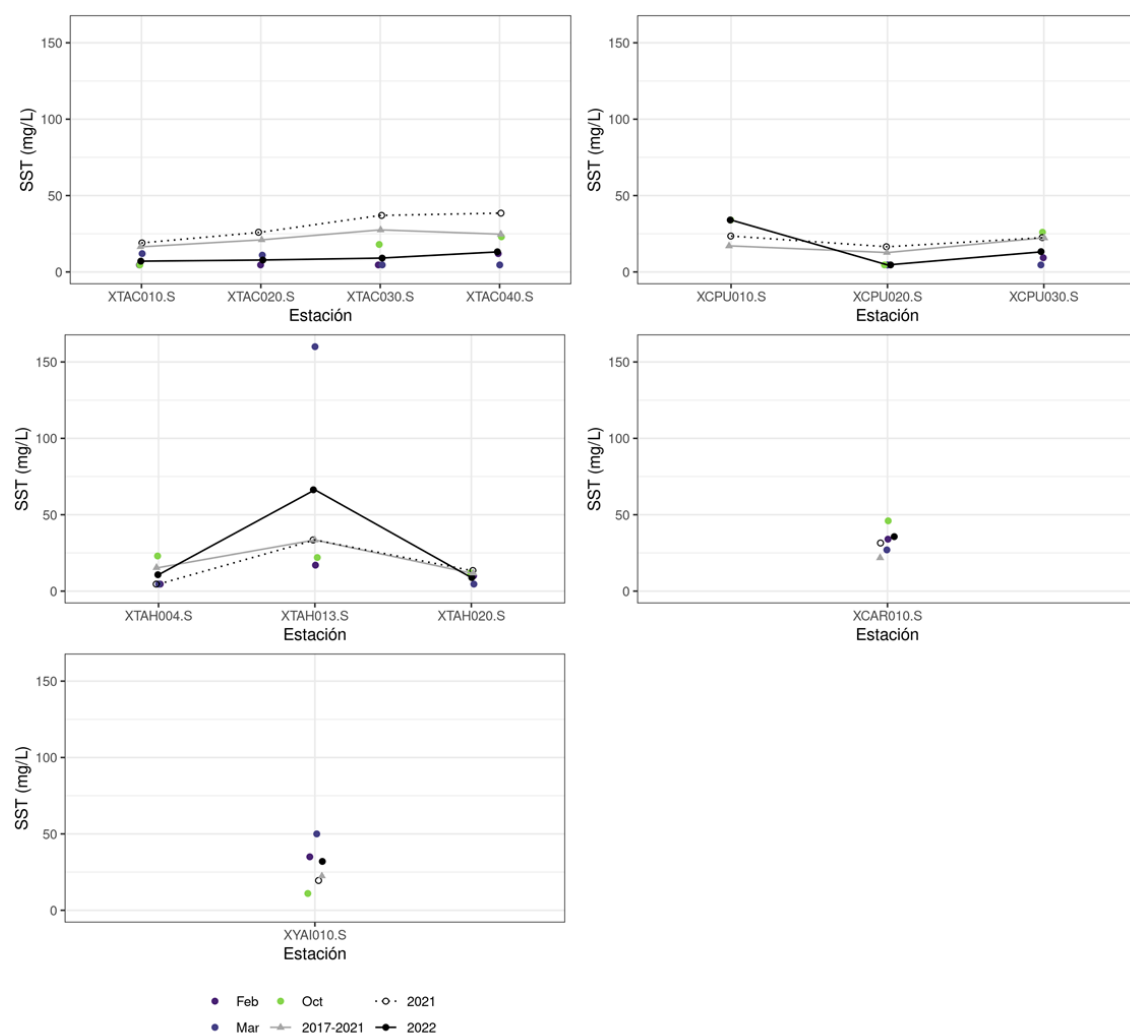 150
100
50
0
SST (mg/L)
XTAC010.S XTAC020.S XTAC030.S XTAC040.S
Estación
150
100
50
0
SST (mg/L)
XCPU010.S XCPU020.S XCPU030.S
Estación
150
100
50
0
SST (mg/L)
XTAH004.S XTAH013.S XTAH020.S
Estación
150
100
50
0
SST (mg/L)
XCAR010.S
Estación
150
100
50
0
SST (mg/L)
XYAI010.S
Estación
Feb Oct 2021
Mar 2017-2021 2022